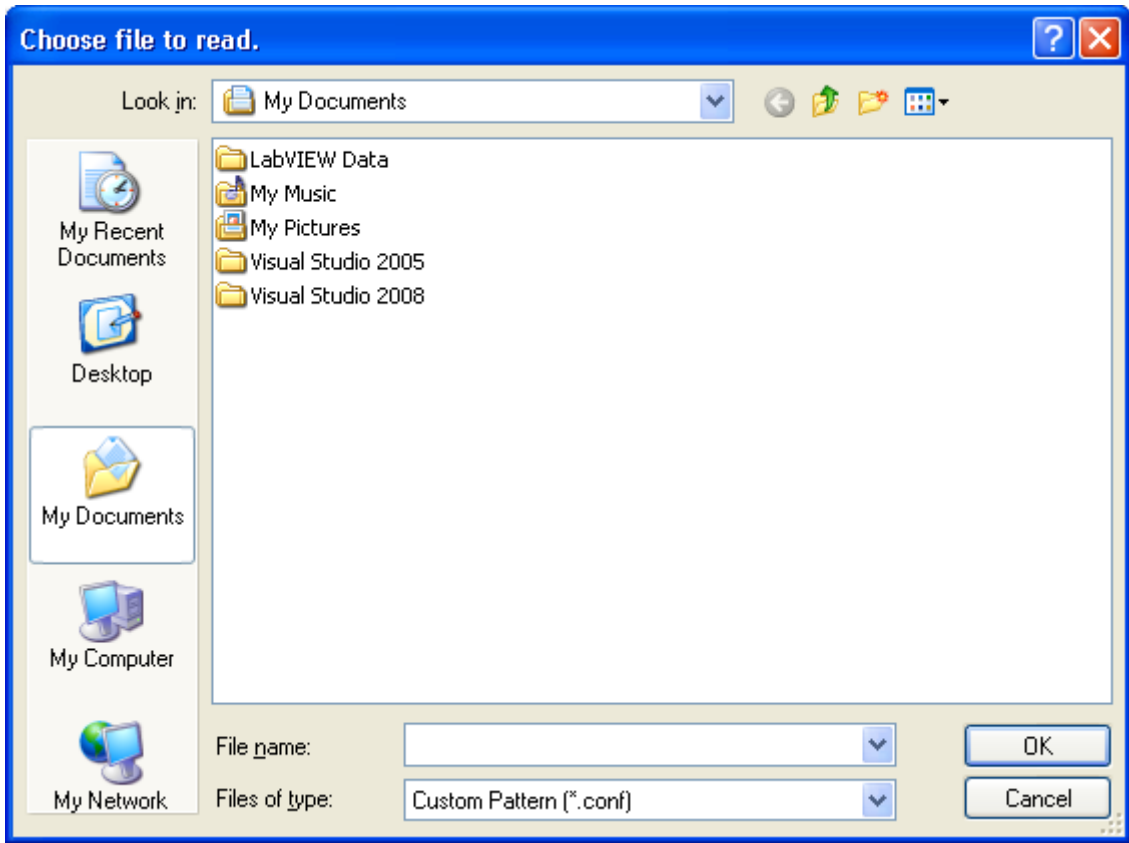 Choose file to read.
Look in:
My Documents
LabVIEW Data
My Music
My Pictures
Visual Studio 2005
Visual Studio 2008
My Recent
Documents
Desktop
My Documents
My Computer
My Network
File name:
OK
Files of type:
Custom Pattern (*.conf)
Cancel